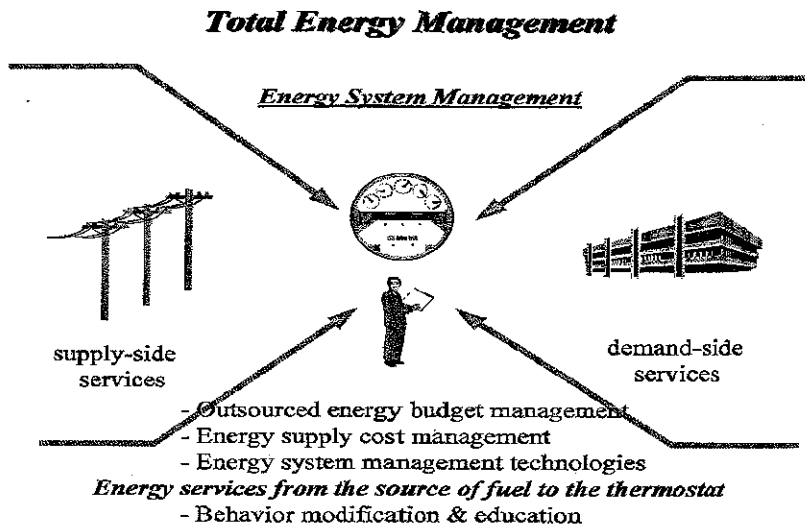 Total Energy Management
Energy System Management
supply-side
services
demand-side
services
- Outsourced energy budget management
- Energy supply cost management
- Energy system management technologies
Energy services from the source of fuel to the thermostat
- Behavior modification & education